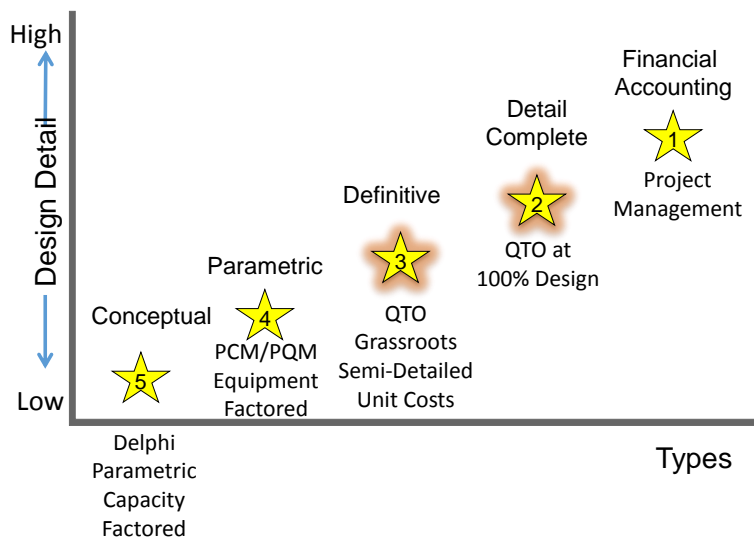 High
Design Detail
Low
Conceptual
5
Delphi
Parametric
Capacity
Factored
Parametric
4
PCM/PQM
Equipment
Factored
Definitive
3
QTO
Grassroots
Semi-Detailed
Unit Costs
Detail
Complete
2
QTO at
100% Design
Financial
Accounting
1
Project
Management
Types